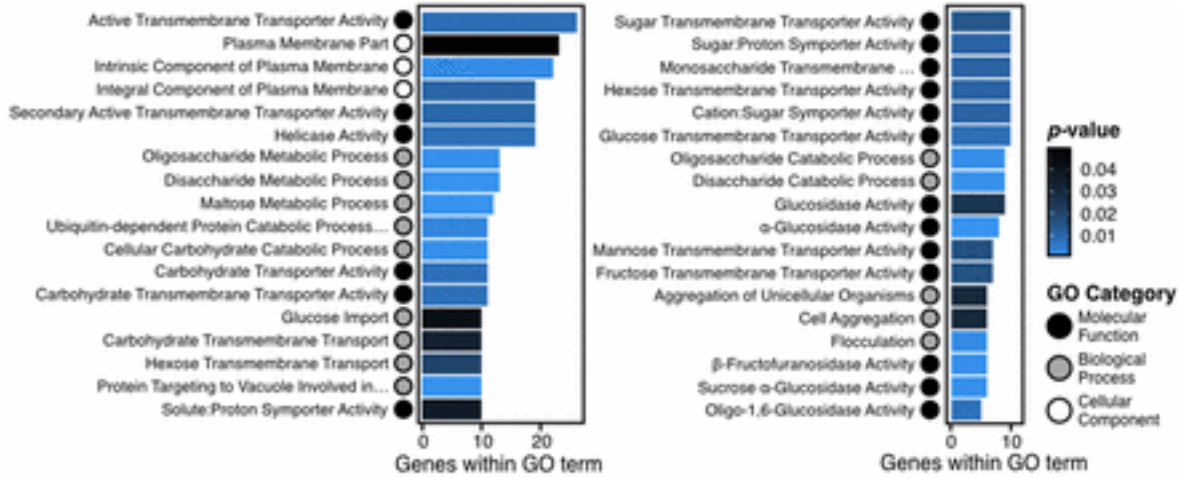 Active Transmembrane Transporter Activity
Plasma Membrane Part
Intrinsic Component of Plasma Membrane
Integral Component of Plasma Membrane
Secondary Active Transmembrane Transporter Activity
Helicase Activity
Oligosaccharide Metabolic Process
Disaccharide Metabolic Process
Maltose Metabolic Process
Ubiquitin-dependent Protein Catabolic Process...
Cellular Carbohydrate Catabolic Process
Carbohydrate Transporter Activity
Carbohydrate Transmembrane Transporter Activity
Glucose Import
Carbohydrate Transmembrane Transport
Hexose Transmembrane Transport
Protein Targeting to Vacuole Involved in...
Solute:Proton Symporter Activity
0 10 20
Genes within GO term
Sugar Transmembrane Transporter Activity
Sugar:Proton Symporter Activity
Monosaccharide Transmembrane ...
Hexose Transmembrane Transporter Activity
Cation:Sugar Symporter Activity
Glucose Transmembrane Transporter Activity
Oligosaccharide Catabolic Process
Disaccharide Catabolic Process
Glucosidase Activity
α-Glucosidase Activity
Mannose Transmembrane Transporter Activity
Fructose Transmembrane Transporter Activity
Aggregation of Unicellular Organisms
Cell Aggregation
Flocculation
β-Fructofuranosidase Activity
Sucrose α-Glucosidase Activity
Oligo-1,6-Glucosidase Activity
0 10
Genes within GO term
p-value
0.04
0.03
0.02
0.01
GO Category
Molecular
Function
Biological
Process
Cellular
Component